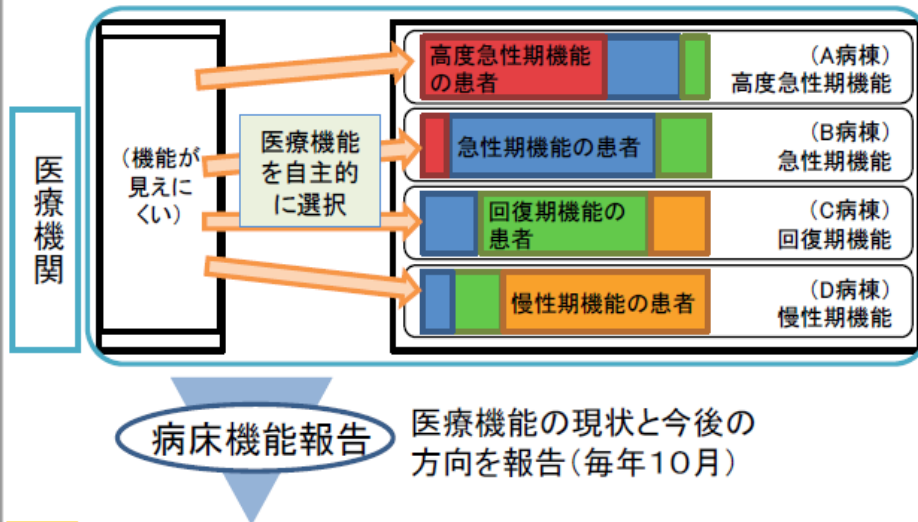 医療機関
(機能が
見えに
くい)
医療機能
を自主的
に選択
高度急性期機能
の患者
(A病棟)
高度急性期機能
急性期機能の患者
(B病棟)
急性期機能
回復期機能の
患者
(C病棟)
回復期機能
慢性期機能の患者
(D病棟)
慢性期機能
病床機能報告
医療機能の現状と今後の
方向を報告(毎年10月)